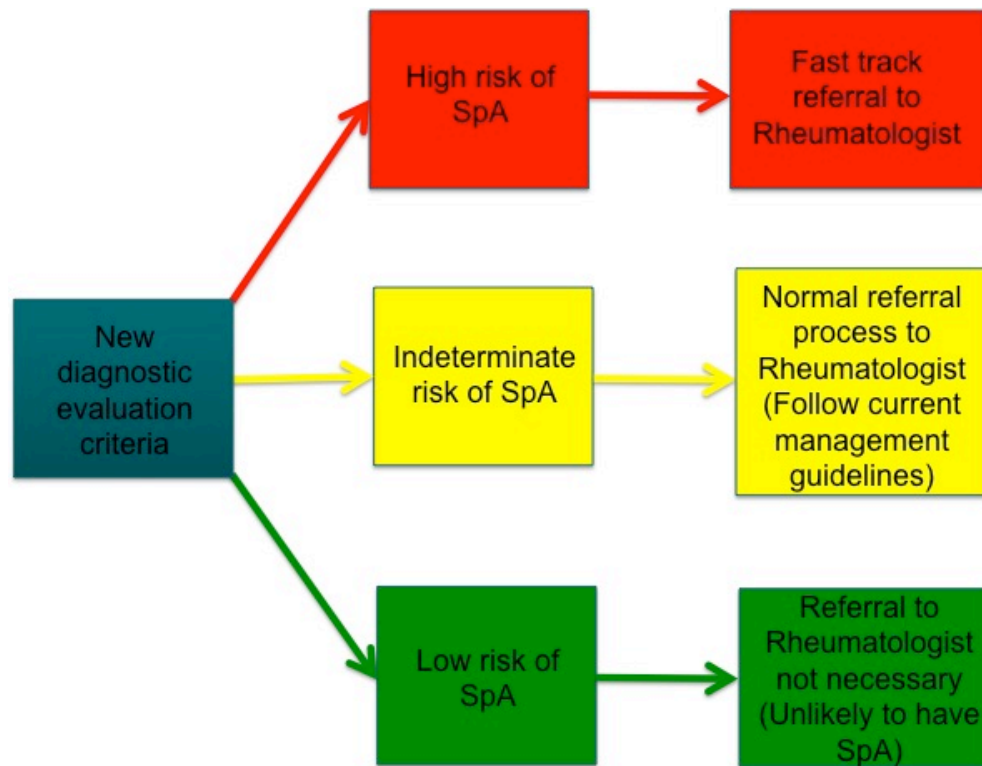 High risk of
SpA
Fast track
referral to
Rheumatologist
New
diagnostic
evaluation
criteria
Indeterminate
risk of SpA
Normal referral
process to
Rheumatologist
(Follow current
management
guidelines)
Low risk of
SpA
Referral to
Rheumatologist
not necessary
(Unlikely to have
SpA)